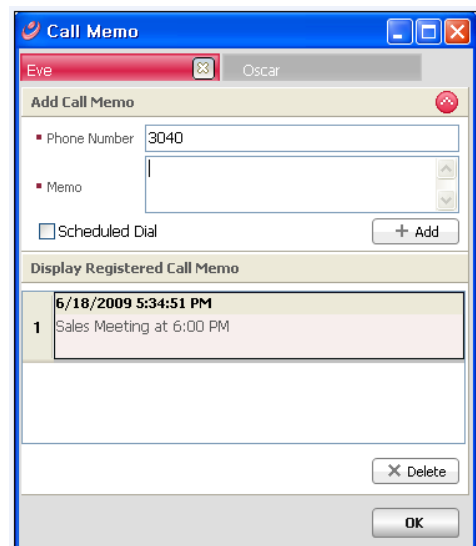 Call Memo
Eve
Oscar
Add Call Memo
Phone Number 3040
Memo
Scheduled Dial
+ Add
Display Registered Call Memo
6/18/2009 5:34:51 PM
1 Sales Meeting at 6:00 PM
Delete
OK